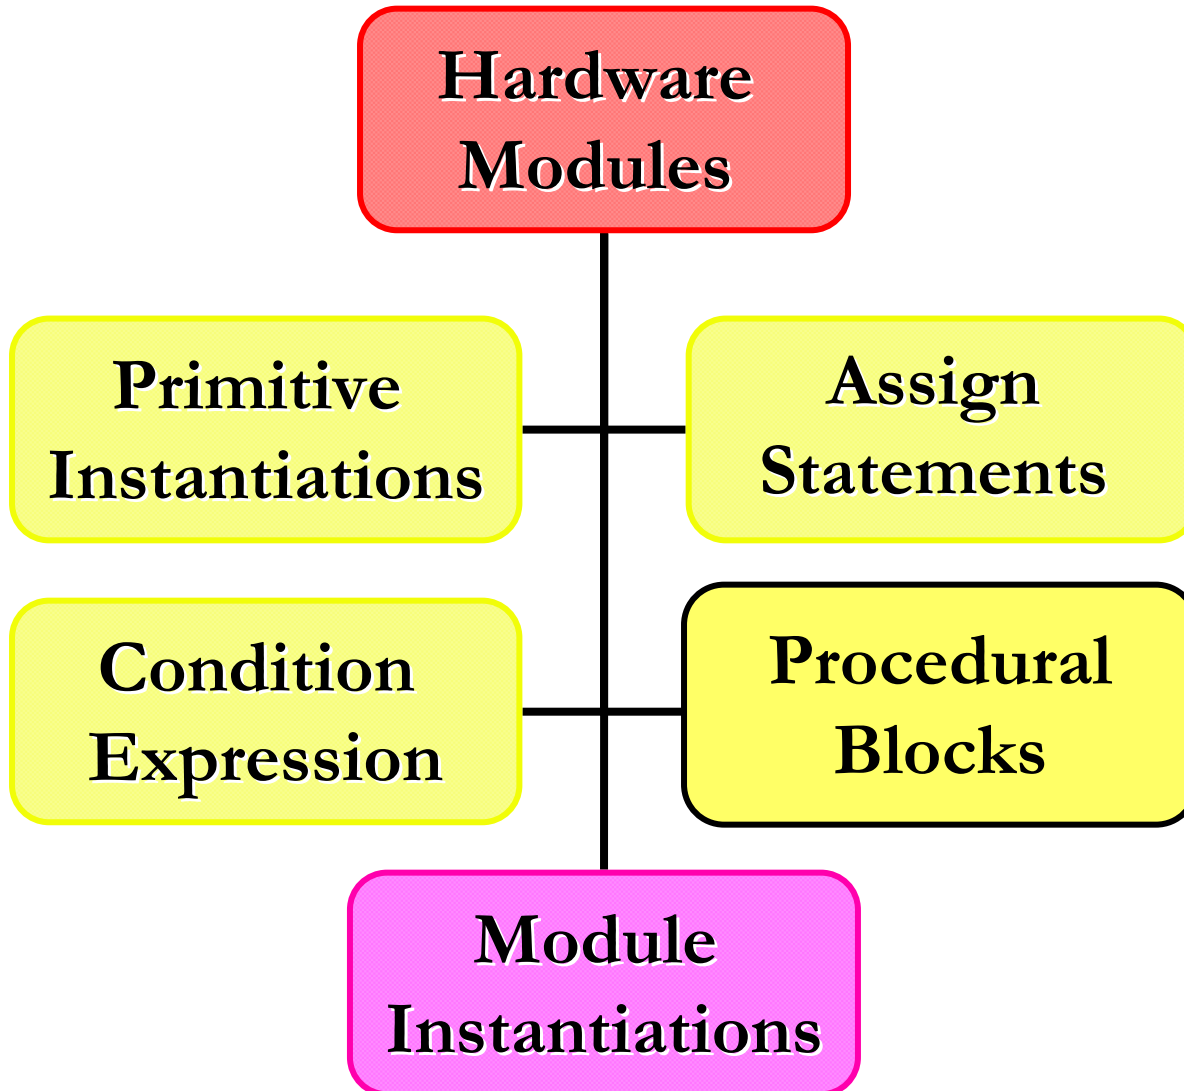 Hardware
Modules
Primitive
Instantiations
Assign
Statements
Condition
Expression
Procedural
Blocks
Module
Instantiations